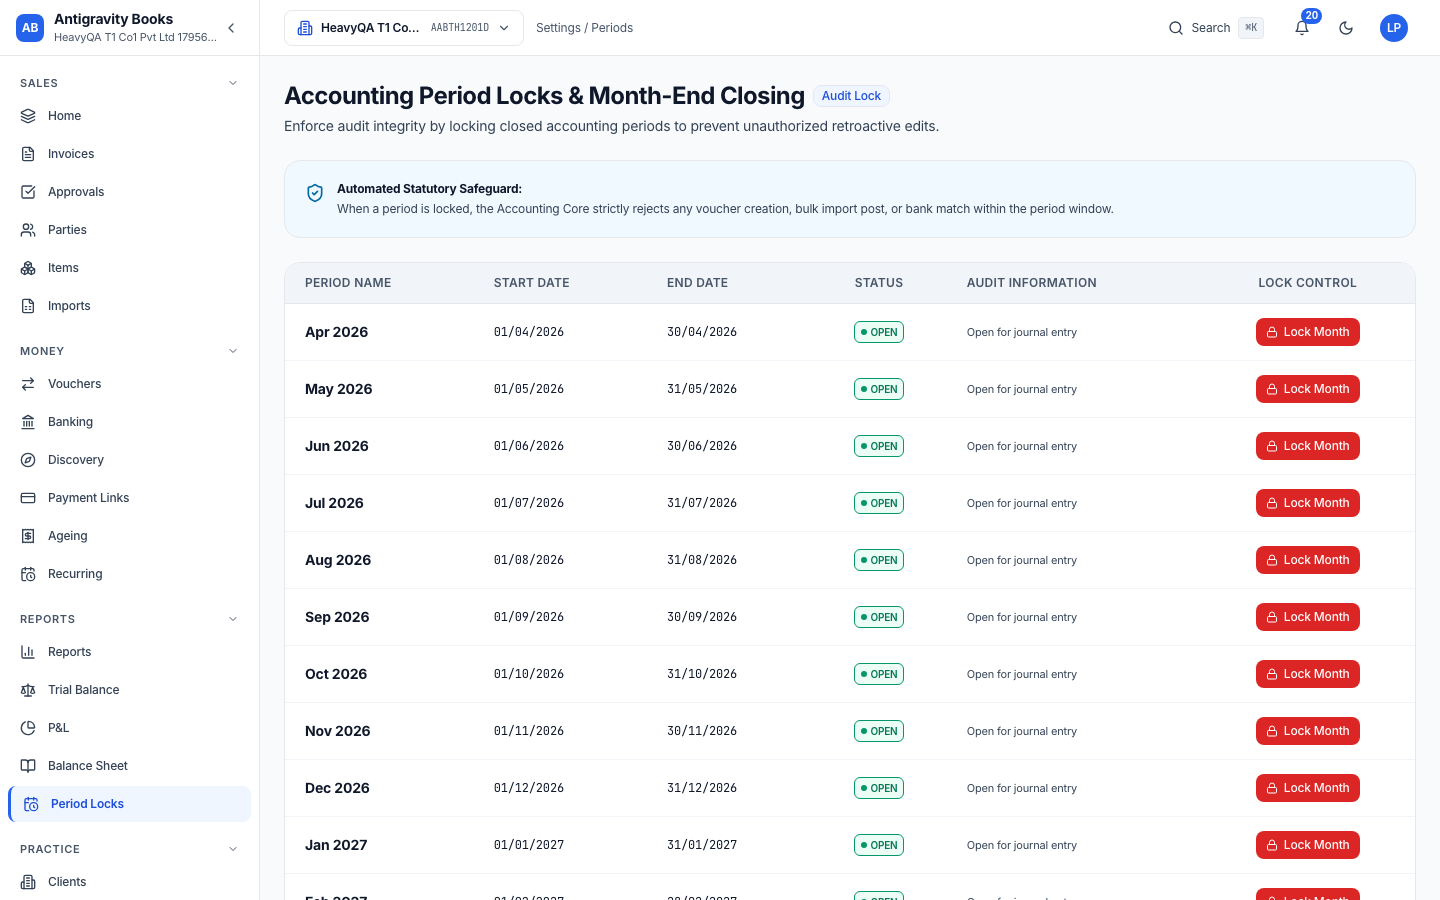 AB
Antigravity Books
HeavyQA T1 Co1 Pvt Ltd 17956...
HeavyQA T1 Co... AABTH1201D
Settings / Periods
Search ⌘K
20
LP
SALES
Home
Invoices
Approvals
Parties
Items
Imports
MONEY
Vouchers
Banking
Discovery
Payment Links
Ageing
Recurring
REPORTS
Reports
Trial Balance
P&L
Balance Sheet
Period Locks
PRACTICE
Clients
Accounting Period Locks & Month-End Closing Audit Lock
Enforce audit integrity by locking closed accounting periods to prevent unauthorized retroactive edits.
Automated Statutory Safeguard:
When a period is locked, the Accounting Core strictly rejects any voucher creation, bulk import post, or bank match within the period window.
PERIOD NAME START DATE END DATE STATUS AUDIT INFORMATION LOCK CONTROL
Apr 2026 01/04/2026 30/04/2026 OPEN Open for journal entry Lock Month
May 2026 01/05/2026 31/05/2026 OPEN Open for journal entry Lock Month
Jun 2026 01/06/2026 30/06/2026 OPEN Open for journal entry Lock Month
Jul 2026 01/07/2026 31/07/2026 OPEN Open for journal entry Lock Month
Aug 2026 01/08/2026 31/08/2026 OPEN Open for journal entry Lock Month
Sep 2026 01/09/2026 30/09/2026 OPEN Open for journal entry Lock Month
Oct 2026 01/10/2026 31/10/2026 OPEN Open for journal entry Lock Month
Nov 2026 01/11/2026 30/11/2026 OPEN Open for journal entry Lock Month
Dec 2026 01/12/2026 31/12/2026 OPEN Open for journal entry Lock Month
Jan 2027 01/01/2027 31/01/2027 OPEN Open for journal entry Lock Month